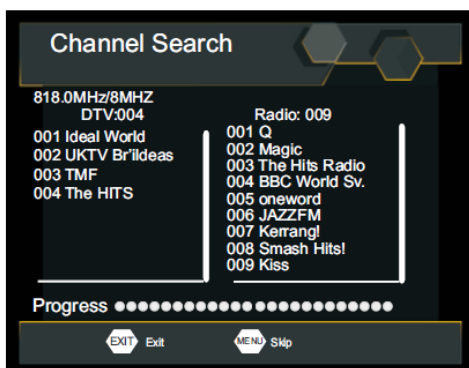 Channel Search
818.0MHz/8MHZ
DTV:004
001 Ideal World
002 UKTV Br'ildeas
003 TMF
004 The HITS
Radio: 009
001 Q
002 Magic
003 The Hits Radio
004 BBC World Sv.
005 oneword
006 JAZZFM
007 Kerrang!
008 Smash Hits!
009 Kiss
Progress
EXIT Exit
MENU Skip